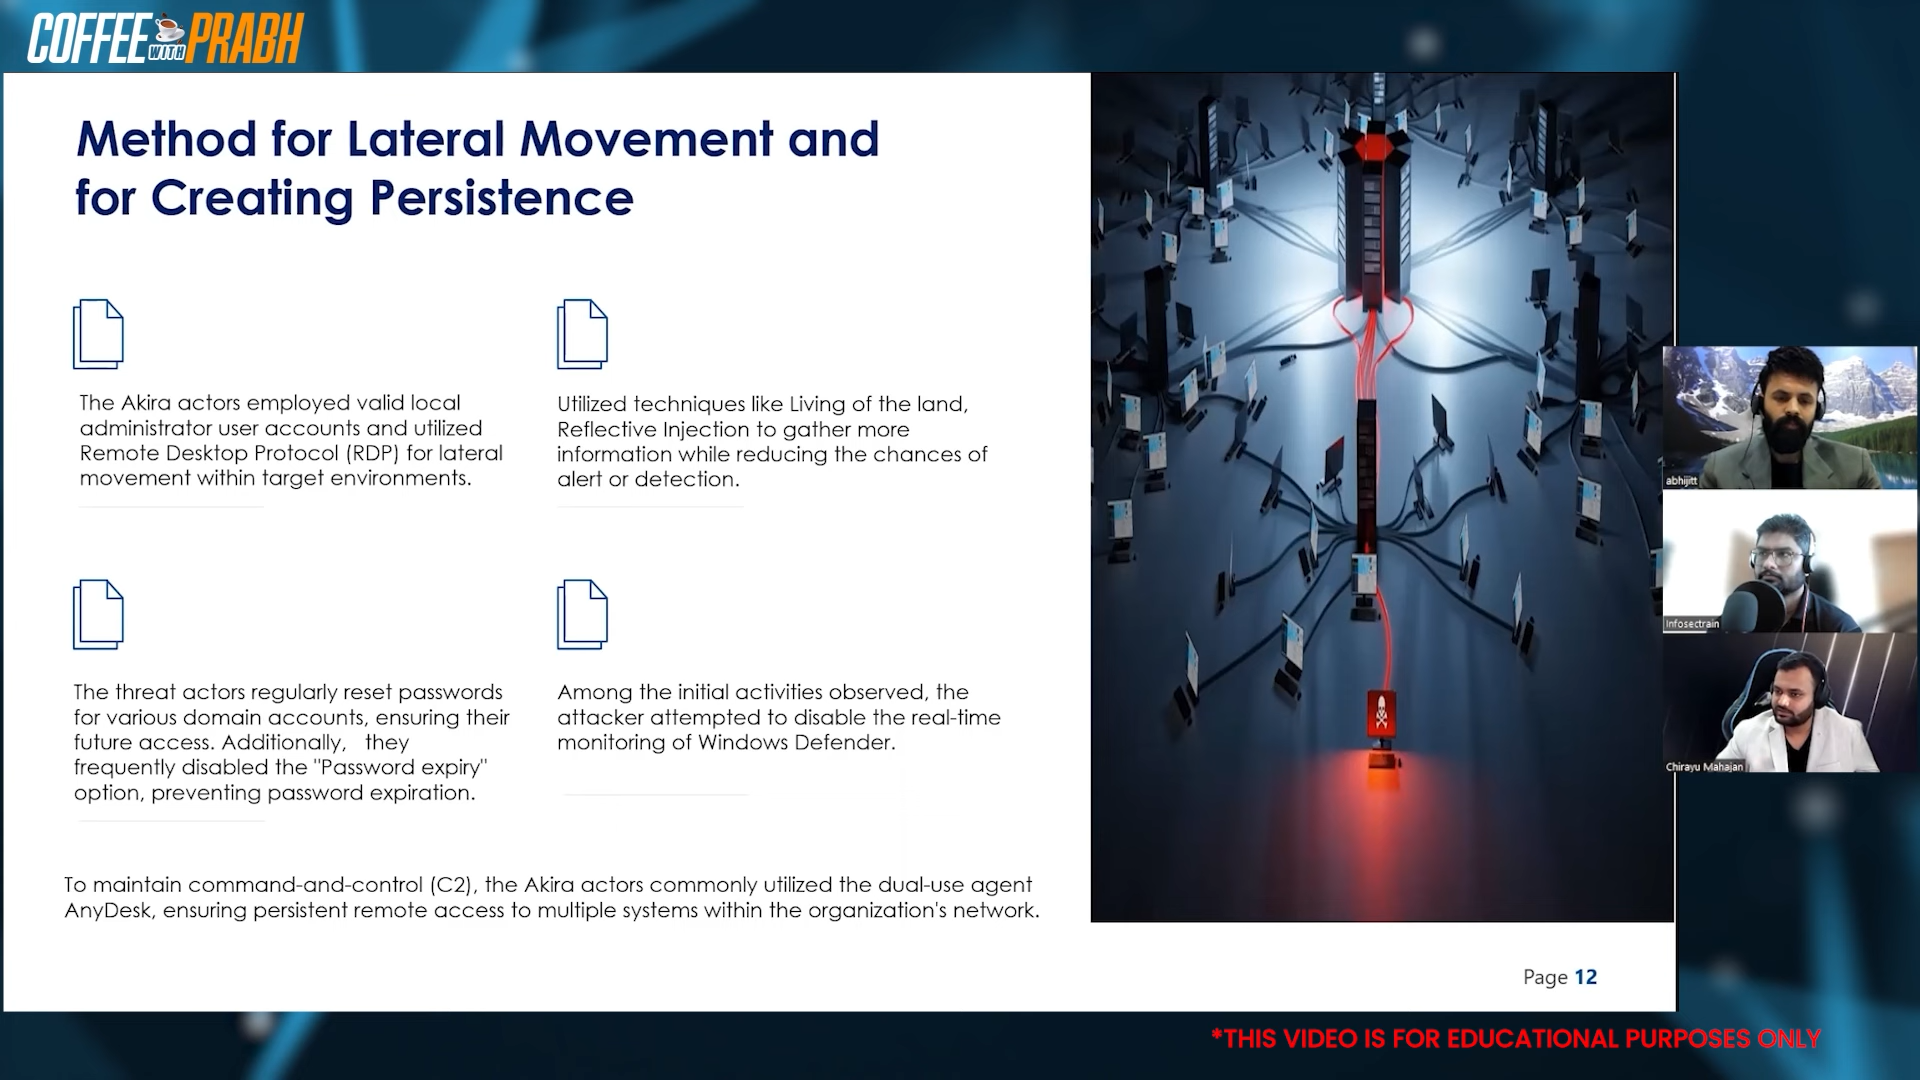 COFFEE WITH PRABH
Method for Lateral Movement and
for Creating Persistence
The Akira actors employed valid local
administrator user accounts and utilized
Remote Desktop Protocol (RDP) for lateral
movement within target environments.
Utilized techniques like Living of the land,
Reflective Injection to gather more
information while reducing the chances of
alert or detection.
The threat actors regularly reset passwords
for various domain accounts, ensuring their
future access. Additionally, they
frequently disabled the "Password expiry"
option, preventing password expiration.
Among the initial activities observed, the
attacker attempted to disable the real-time
monitoring of Windows Defender.
To maintain command-and-control (C2), the Akira actors commonly utilized the dual-use agent
AnyDesk, ensuring persistent remote access to multiple systems within the organization's network.
Page 12
abhijitt
Infosectrain
Chirayu Mahajan
*THIS VIDEO IS FOR EDUCATIONAL PURPOSES ONLY